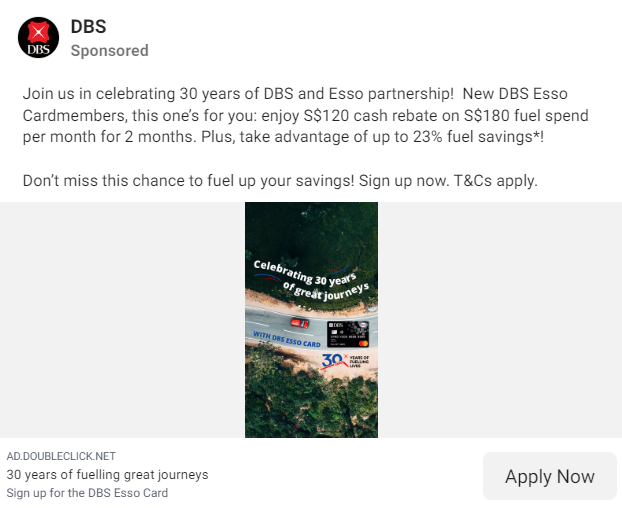 DBS
DBS
Sponsored
Join us in celebrating 30 years of DBS and Esso partnership!  New DBS Esso
Cardmembers, this one's for you: enjoy S$120 cash rebate on S$180 fuel spend
per month for 2 months. Plus, take advantage of up to 23% fuel savings*!
Don't miss this chance to fuel up your savings! Sign up now. T&Cs apply.
Celebrating 30 years
of great journeys
DBS
WITH DBS ESSO CARD
30 YEARS OF
FUELLING
LIVES
AD.DOUBLECLICK.NET
30 years of fuelling great journeys
Sign up for the DBS Esso Card
Apply Now